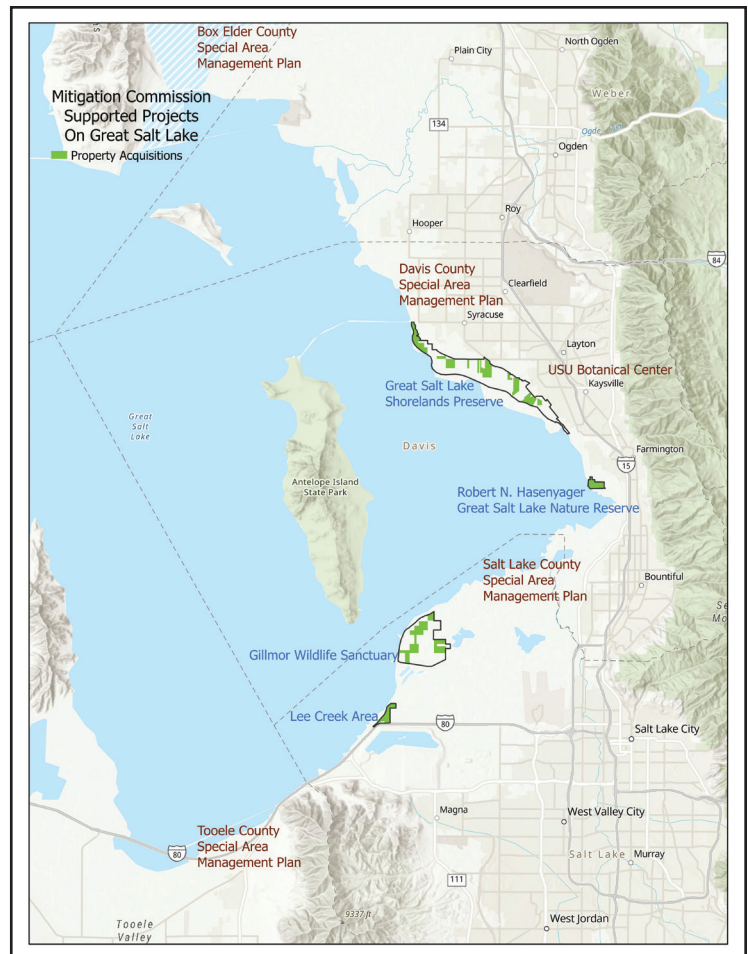 Box Elder County
Special Area
Management Plan
Plain City
North Ogden
Mitigation Commission
Supported Projects
On Great Salt Lake
Property Acquisitions
Weber
134
Ogden
Hooper
Roy
84
Davis County
Special Area
Management Plan
Clearfield
Syracuse
Layton
USU Botanical Center
Kaysville
Great Salt Lake
Shorelands Preserve
Great
Salt
Lake
Davis
Farmington
15
Antelope Island
State Park
Robert N. Hasenyager
Great Salt Lake Nature Reserve
Salt Lake County
Special Area
Management Plan
Bountiful
Se
Mo
Gillmor Wildlife Sanctuary
Lee Creek Area
80
Salt Lake City
Magna
West Valley City
Tooele County
Special Area
Management Plan
80
Salt Lake
Murray
111
9337 ft
West Jordan
Tooele
Valley